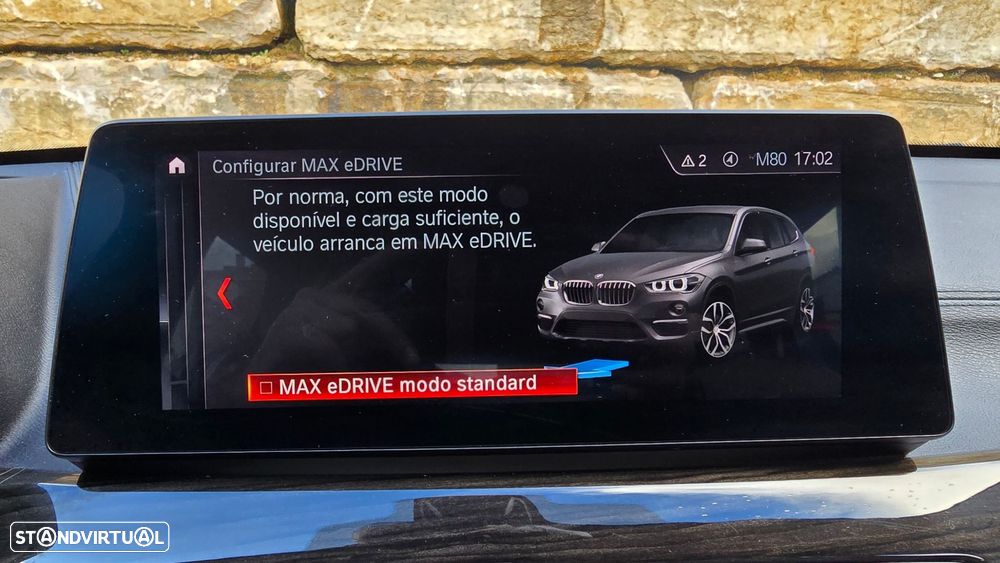 Configurar MAX eDRIVE
2 M80 17:02
Por norma, com este modo
disponível e carga suficiente, o
veículo arranca em MAX eDRIVE.
MAX eDRIVE modo standard
STANDVIRTUAL